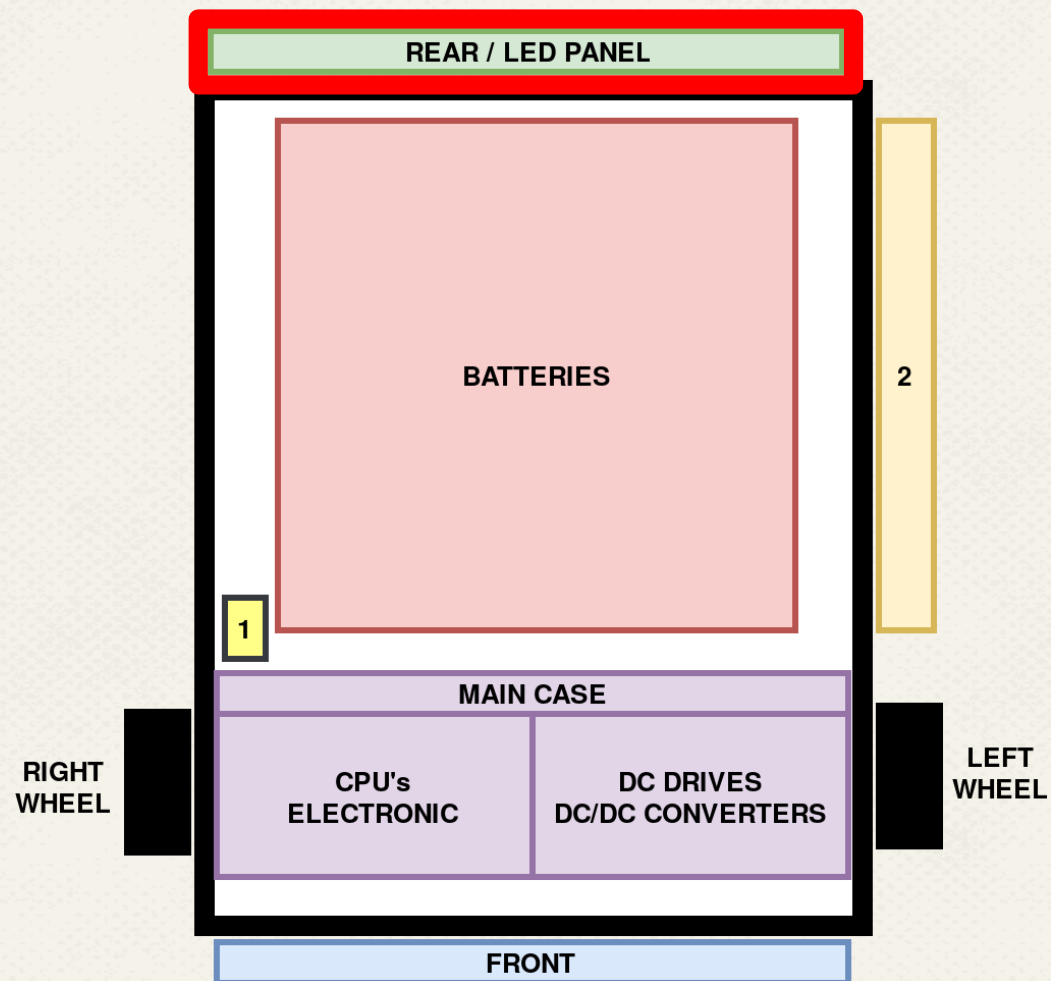 REAR / LED PANEL
BATTERIES
2
1
MAIN CASE
RIGHT
WHEEL
CPU's
ELECTRONIC
DC DRIVES
DC/DC CONVERTERS
LEFT
WHEEL
FRONT